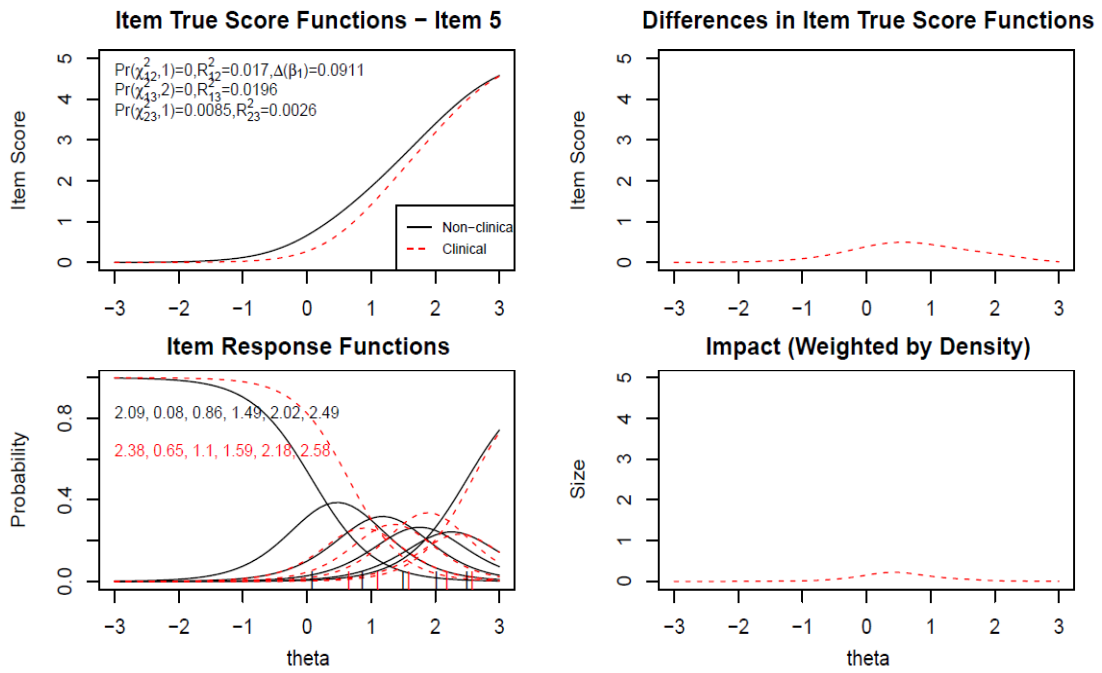 Item True Score Functions − Item 5
Item Score
5
4
3
2
1
0
Pr(χ²₁₂,1)=0,R²₁₂=0.017,Δ(β₁)=0.0911
Pr(χ²₁₃,2)=0,R²₁₃=0.0196
Pr(χ²₂₃,1)=0.0085,R²₂₃=0.0026
Non−clinica
Clinical
−3 −2 −1 0 1 2 3
Differences in Item True Score Functions
Item Score
5
4
3
2
1
0
−3 −2 −1 0 1 2 3
Item Response Functions
Probability
0.8
0.4
0.0
2.09, 0.08, 0.86, 1.49, 2.02, 2.49
2.38, 0.65, 1.1, 1.59, 2.18, 2.58
−3 −2 −1 0 1 2 3
theta
Impact (Weighted by Density)
Size
5
4
3
2
1
0
−3 −2 −1 0 1 2 3
theta